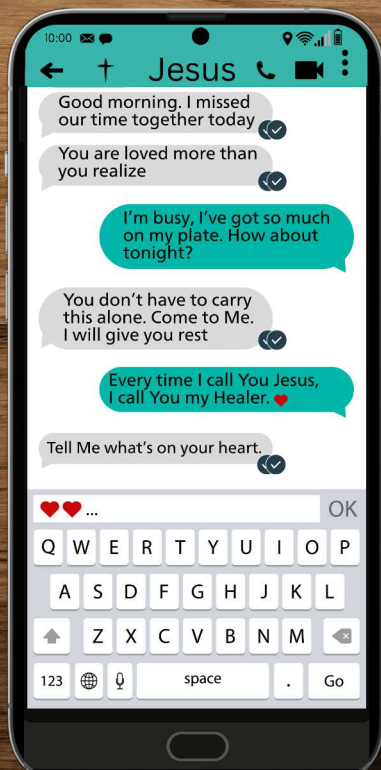 10:00
Jesus
Good morning. I missed
our time together today
You are loved more than
you realize
I'm busy, I've got so much
on my plate. How about
tonight?
You don't have to carry
this alone. Come to Me.
I will give you rest
Every time I call You Jesus,
I call You my Healer. ❤
Tell Me what's on your heart.
❤❤... OK
Q W E R T Y U I O P
A S D F G H J K L
Z X C V B N M
123 space . Go